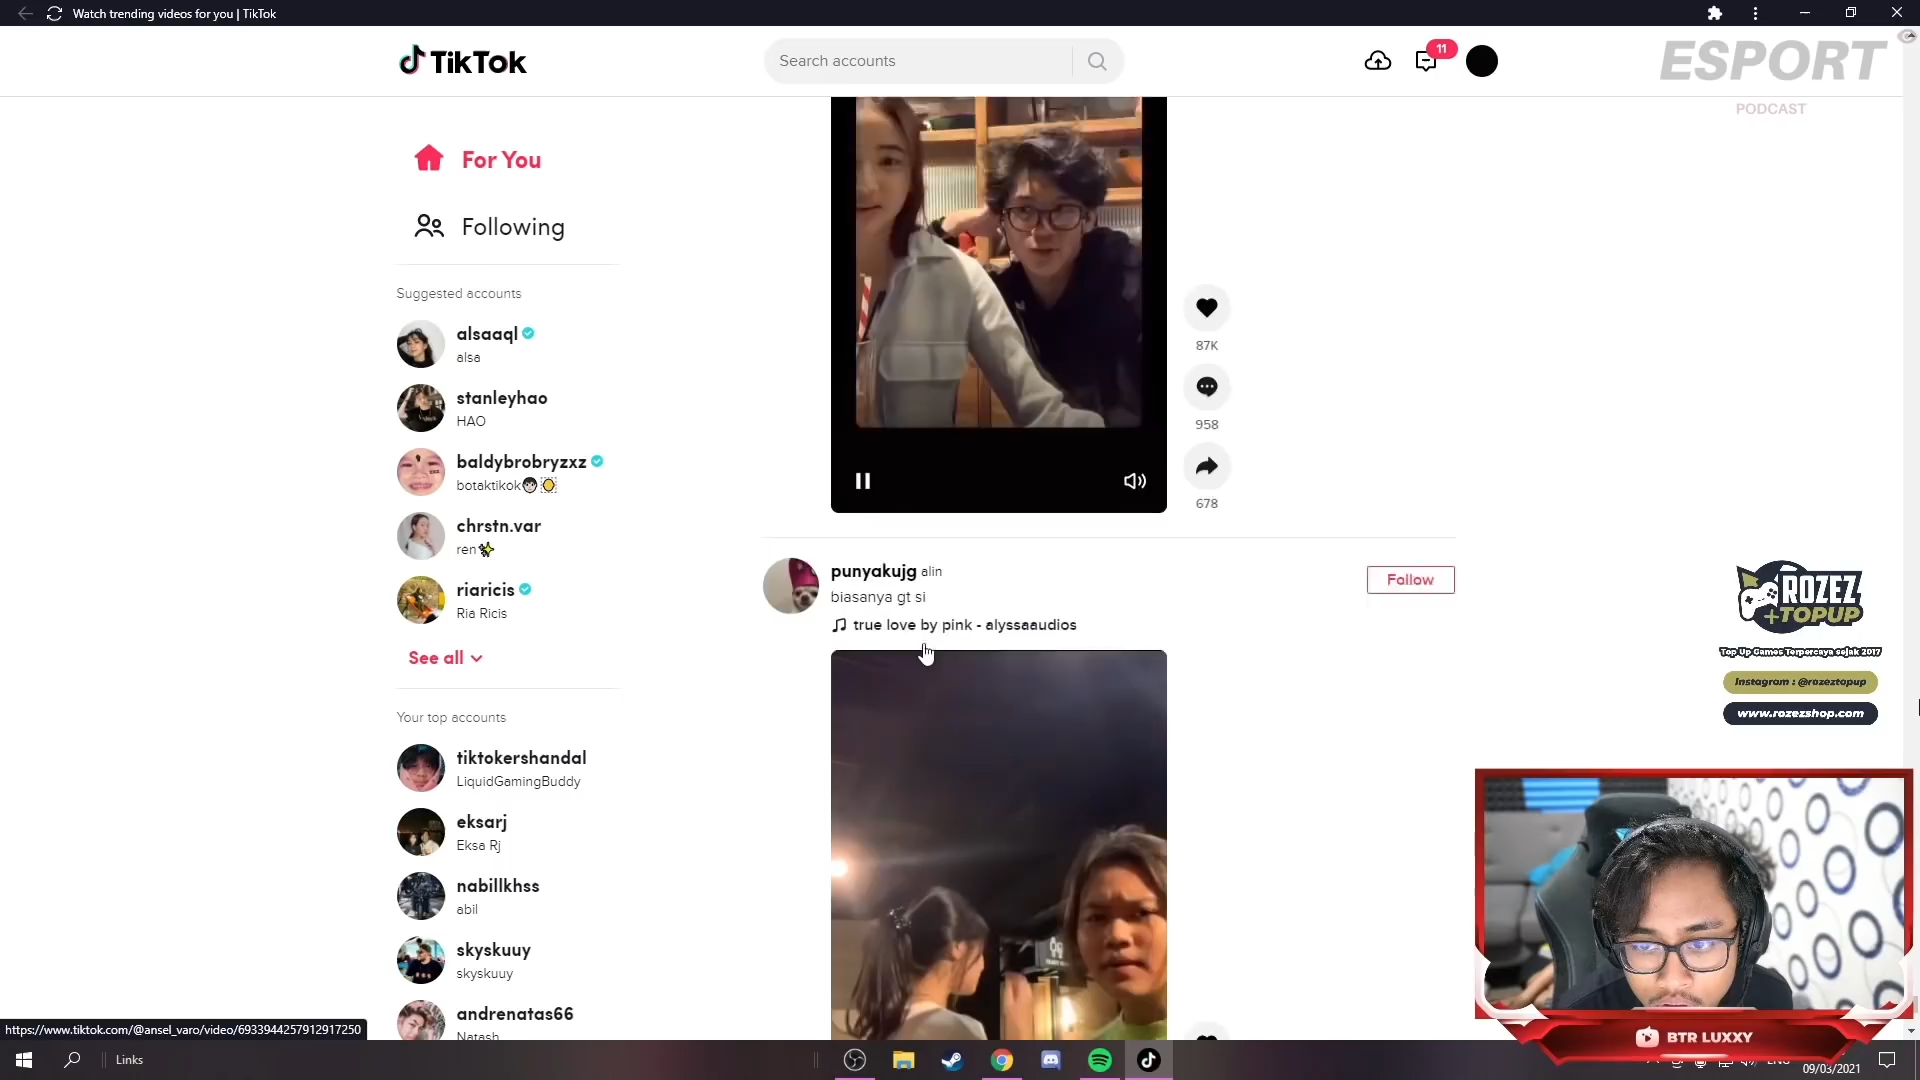 Watch trending videos for you | TikTok
TikTok
Search accounts
11
ESPORT
PODCAST
For You
Following
Suggested accounts
alsaaql
alsa
stanleyhao
HAO
baldybrobryzxz
botaktikok
chrstn.var
ren
riaricis
Ria Ricis
See all
Your top accounts
tiktokershandal
LiquidGamingBuddy
eksarj
Eksa Rj
nabillkhss
abil
skyskuuy
skyskuuy
andrenatas66
Natash
87K
958
678
punyakujg alin
biasanya gt si
true love by pink - alyssaaudios
Follow
ROZEZ
+TOPUP
Top Up Games Terpercaya sejak 2017
Instagram : @rozeztopup
www.rozezshop.com
BTR LUXXY
https://www.tiktok.com/@ansel_varo/video/6933944257912917250
Links
ENG
09/03/2021